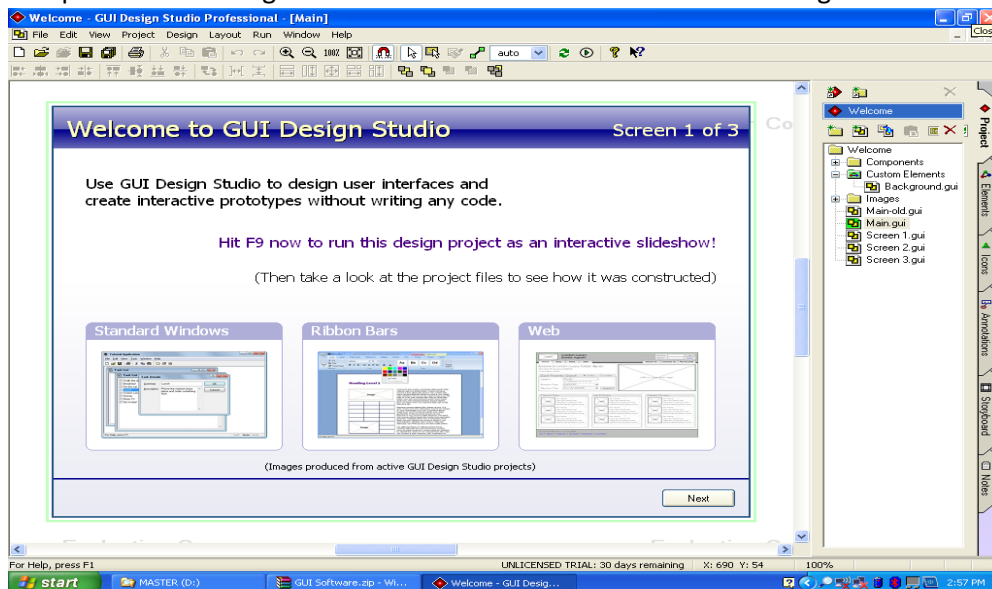 Welcome - GUI Design Studio Professional - [Main]
Clos
File Edit View Project Design Layout Run Window Help
100% auto
Welcome to GUI Design Studio Screen 1 of 3
Use GUI Design Studio to design user interfaces and
create interactive prototypes without writing any code.
Hit F9 now to run this design project as an interactive slideshow!
(Then take a look at the project files to see how it was constructed)
Standard Windows Ribbon Bars Web
(Images produced from active GUI Design Studio projects)
Next
Welcome
Welcome
Components
Custom Elements
Background.gui
Images
Main-old.gui
Main.gui
Screen 1.gui
Screen 2.gui
Screen 3.gui
Project
Elements
Icons
Annotations
Storyboard
Notes
For Help, press F1 UNLICENSED TRIAL: 30 days remaining X: 690 Y: 54 100%
start MASTER (D:) GUI Software.zip - Wi... Welcome - GUI Desig... 2:57 PM